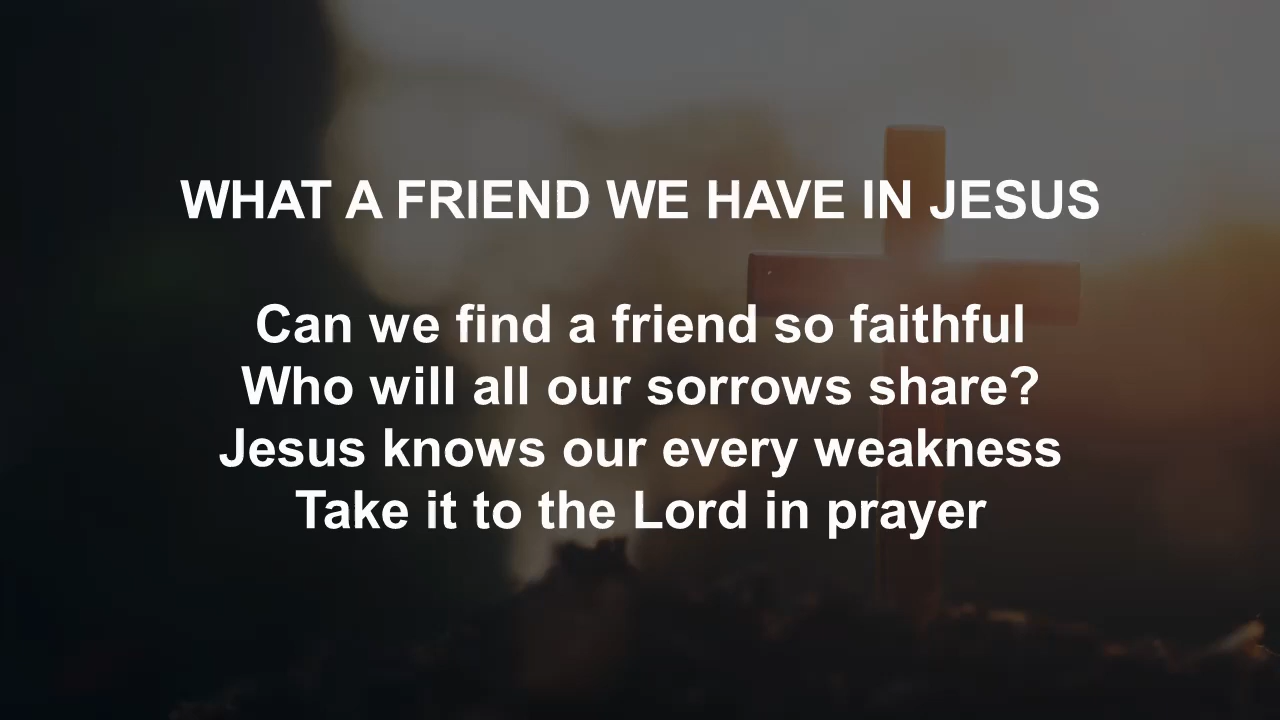 WHAT A FRIEND WE HAVE IN JESUS
Can we find a friend so faithful
Who will all our sorrows share?
Jesus knows our every weakness
Take it to the Lord in prayer